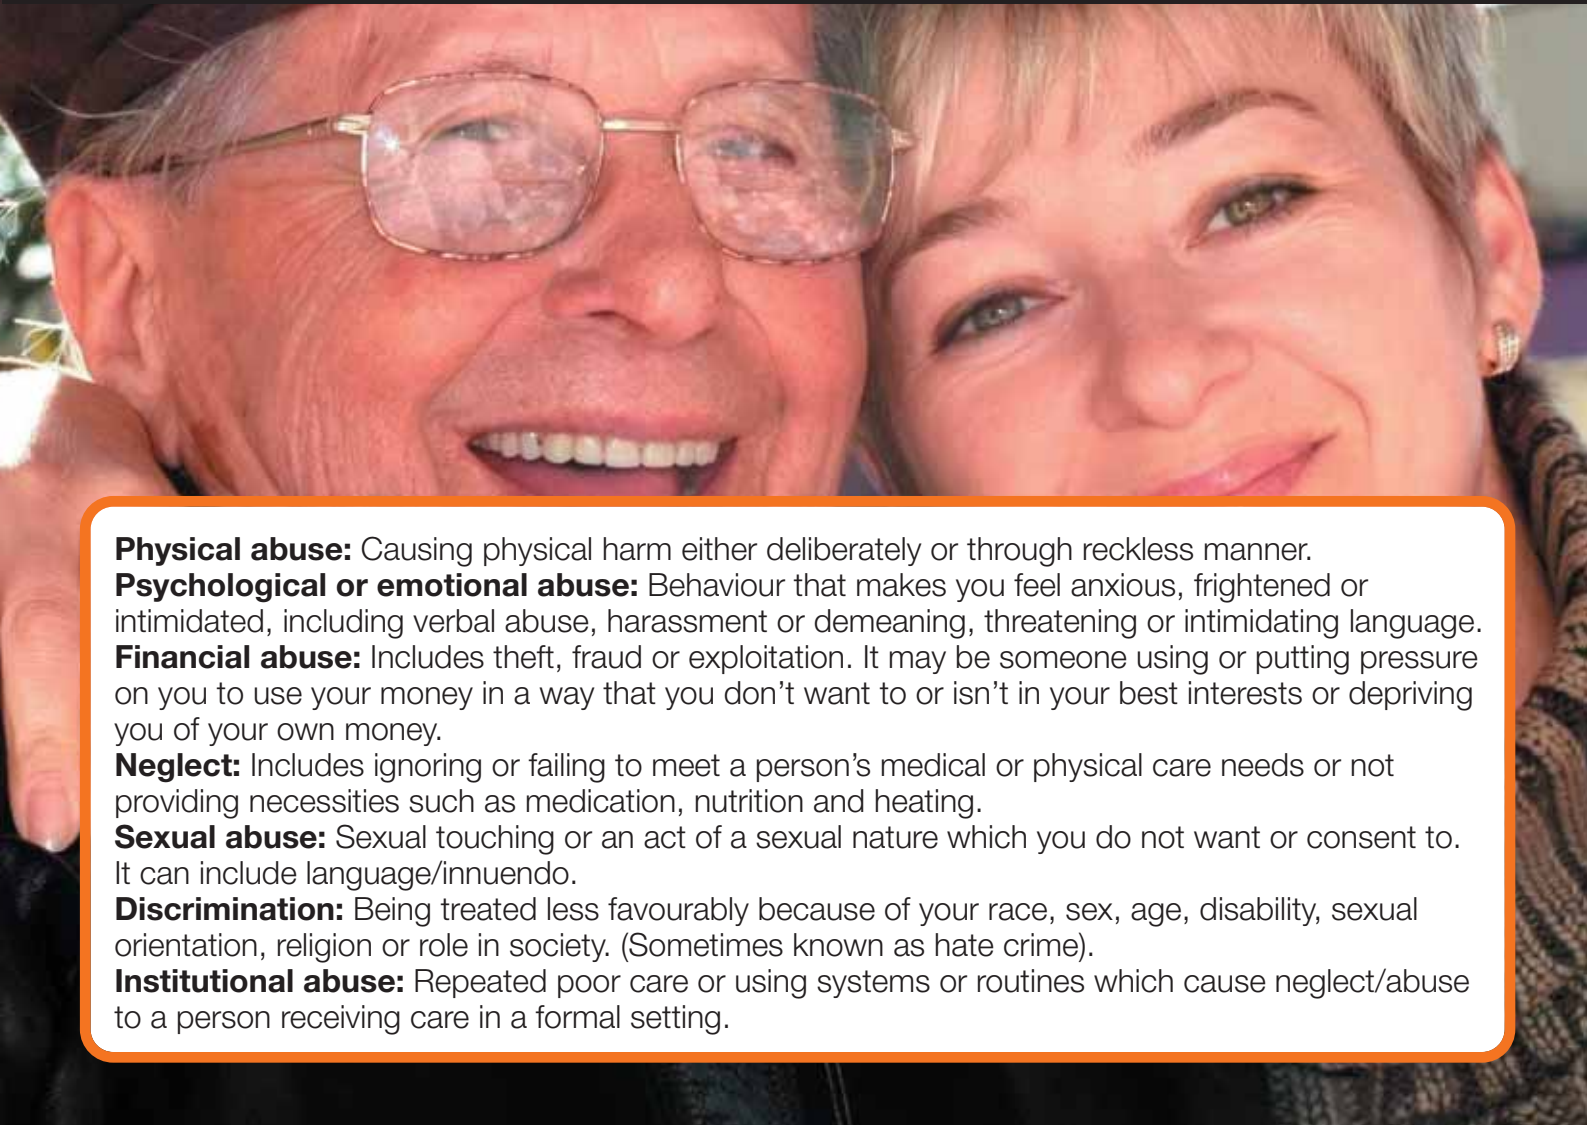 Physical abuse: Causing physical harm either deliberately or through reckless manner.
Psychological or emotional abuse: Behaviour that makes you feel anxious, frightened or
intimidated, including verbal abuse, harassment or demeaning, threatening or intimidating language.
Financial abuse: Includes theft, fraud or exploitation. It may be someone using or putting pressure
on you to use your money in a way that you don’t want to or isn’t in your best interests or depriving
you of your own money.
Neglect: Includes ignoring or failing to meet a person’s medical or physical care needs or not
providing necessities such as medication, nutrition and heating.
Sexual abuse: Sexual touching or an act of a sexual nature which you do not want or consent to.
It can include language/innuendo.
Discrimination: Being treated less favourably because of your race, sex, age, disability, sexual
orientation, religion or role in society. (Sometimes known as hate crime).
Institutional abuse: Repeated poor care or using systems or routines which cause neglect/abuse
to a person receiving care in a formal setting.